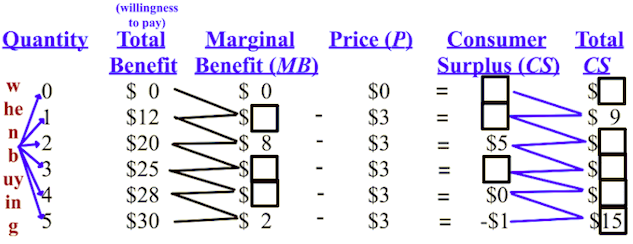 (willingness
to pay)
Quantity Total Marginal Price (P) Consumer Total
Benefit Benefit (MB) Surplus (CS) CS
w
he
n
b
uy
in
g
0 $ 0 $ 0 $0 = $
1 $12 $ - $3 = $ 9
2 $20 $ 8 - $3 = $5 $
3 $25 $ - $3 = $
4 $28 $ - $3 = $0 $
5 $30 $ 2 - $3 = -$1 $15